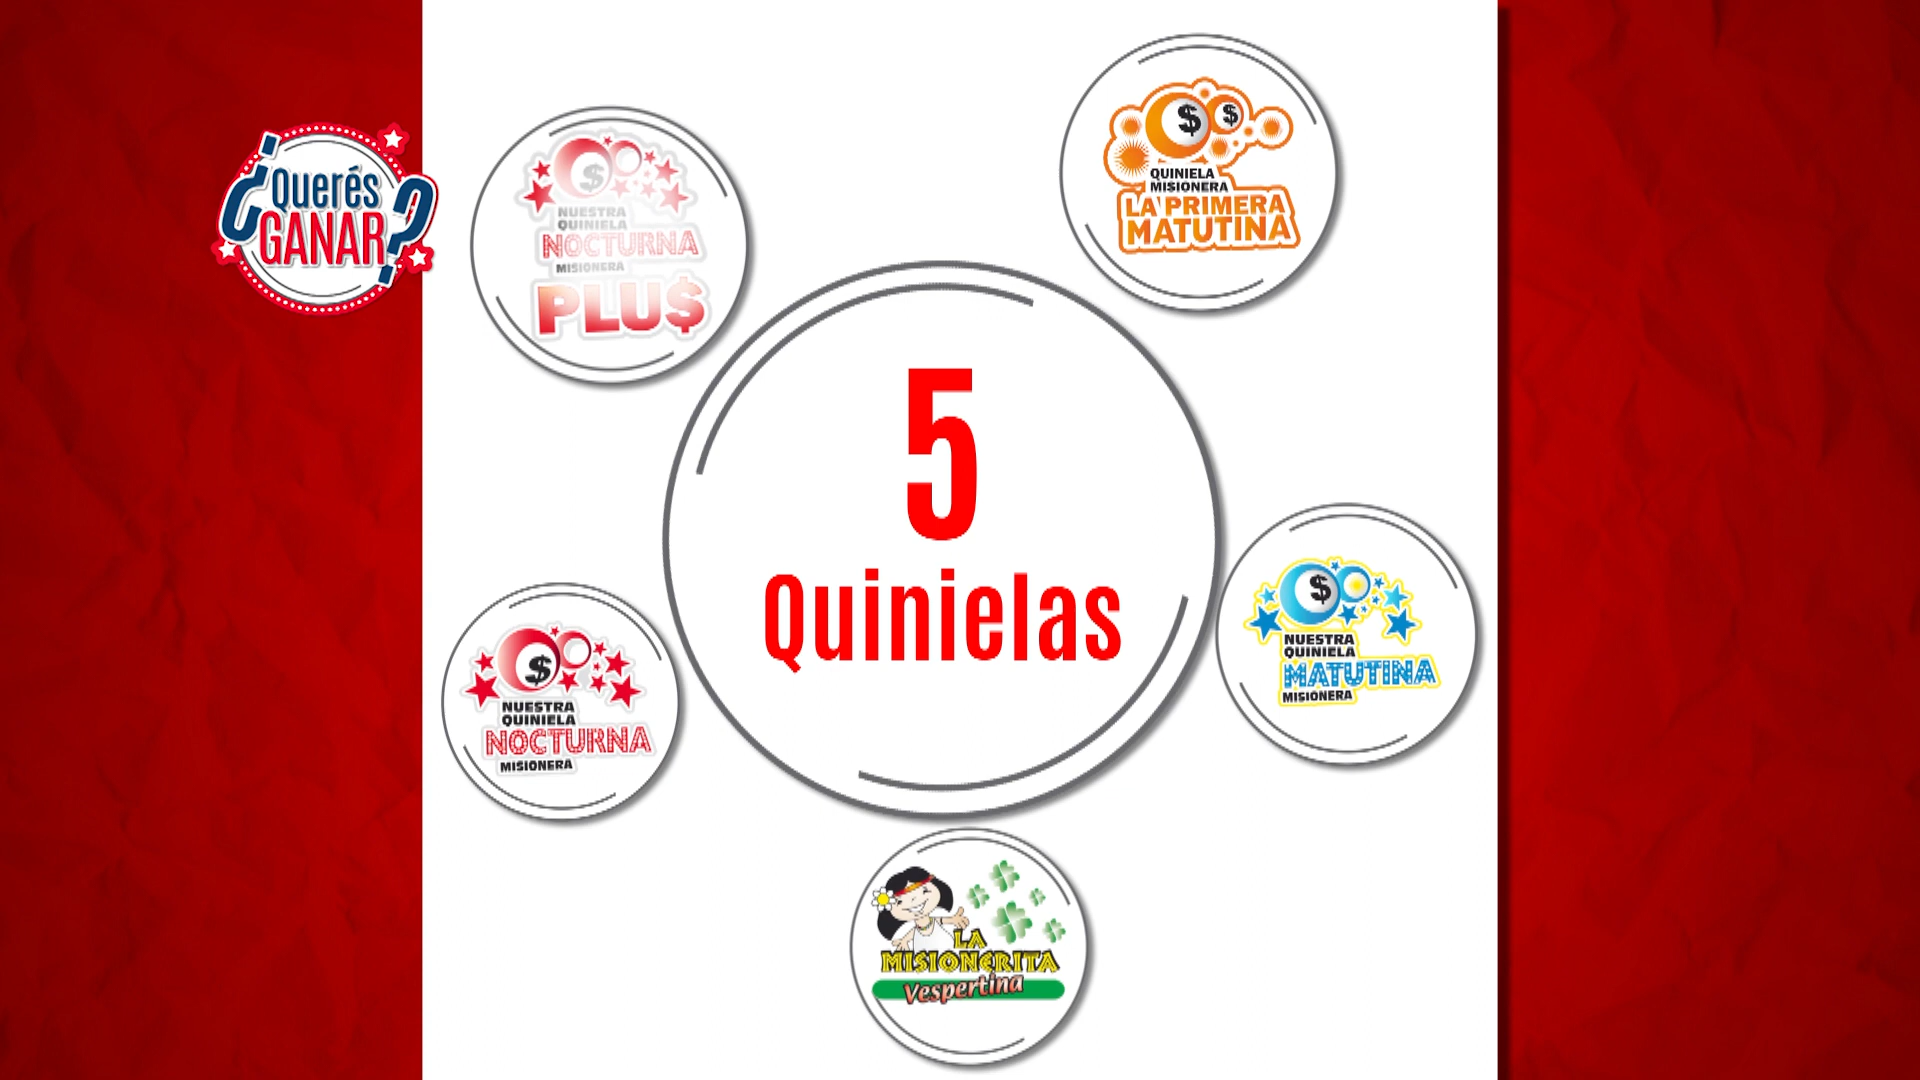 ¿Querés
GANAR?
NUESTRA
QUINIELA
NOCTURNA
MISIONERA
PLU$
$
$ $
QUINIELA
MISIONERA
LA PRIMERA
MATUTINA
5
Quinielas
$
NUESTRA
QUINIELA
MATUTINA
MISIONERA
$
NUESTRA
QUINIELA
NOCTURNA
MISIONERA
LA
MISIONERITA
Vespertina